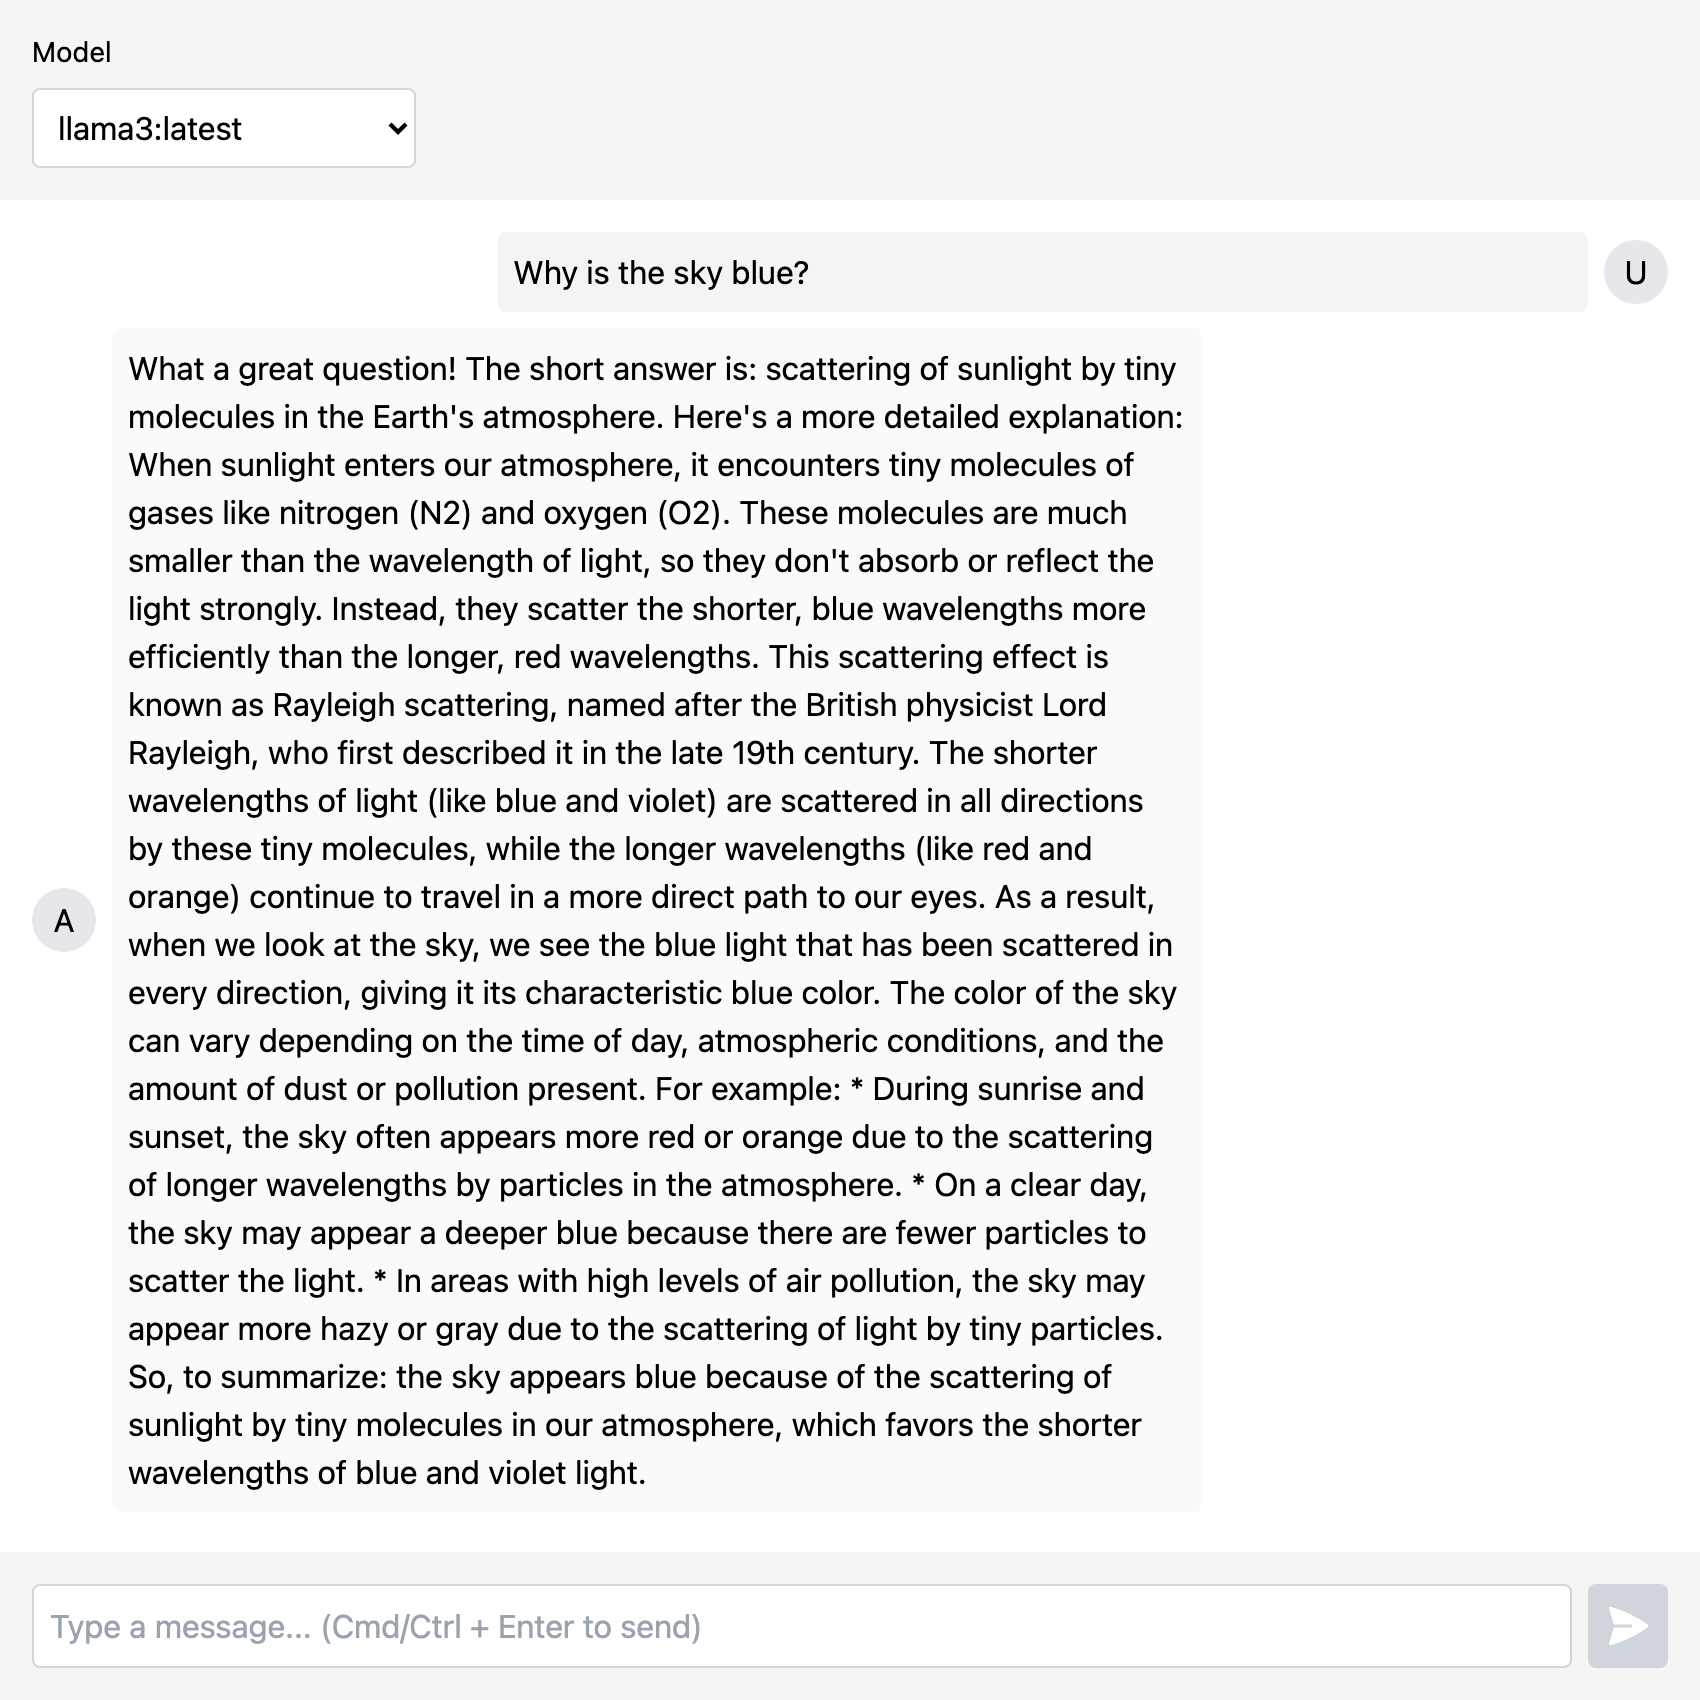 Model
llama3:latest
Why is the sky blue?
U
What a great question! The short answer is: scattering of sunlight by tiny
molecules in the Earth's atmosphere. Here's a more detailed explanation:
When sunlight enters our atmosphere, it encounters tiny molecules of
gases like nitrogen (N2) and oxygen (O2). These molecules are much
smaller than the wavelength of light, so they don't absorb or reflect the
light strongly. Instead, they scatter the shorter, blue wavelengths more
efficiently than the longer, red wavelengths. This scattering effect is
known as Rayleigh scattering, named after the British physicist Lord
Rayleigh, who first described it in the late 19th century. The shorter
wavelengths of light (like blue and violet) are scattered in all directions
by these tiny molecules, while the longer wavelengths (like red and
orange) continue to travel in a more direct path to our eyes. As a result,
when we look at the sky, we see the blue light that has been scattered in
every direction, giving it its characteristic blue color. The color of the sky
can vary depending on the time of day, atmospheric conditions, and the
amount of dust or pollution present. For example: * During sunrise and
sunset, the sky often appears more red or orange due to the scattering
of longer wavelengths by particles in the atmosphere. * On a clear day,
the sky may appear a deeper blue because there are fewer particles to
scatter the light. * In areas with high levels of air pollution, the sky may
appear more hazy or gray due to the scattering of light by tiny particles.
So, to summarize: the sky appears blue because of the scattering of
sunlight by tiny molecules in our atmosphere, which favors the shorter
wavelengths of blue and violet light.
A
Type a message... (Cmd/Ctrl + Enter to send)